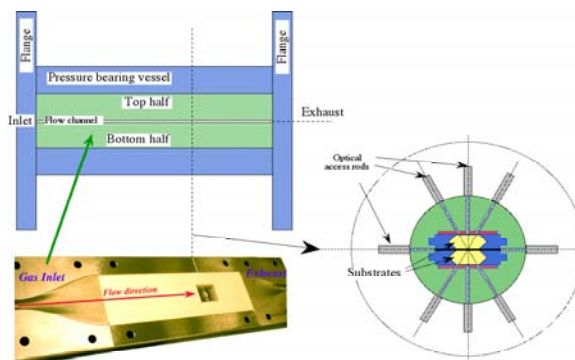 Flange
Flange
Pressure bearing vessel
Top half
Inlet
Flow channel
Exhaust
Bottom half
Optical
access rods
Substrates
Gas Inlet
Exhaust
Flow direction